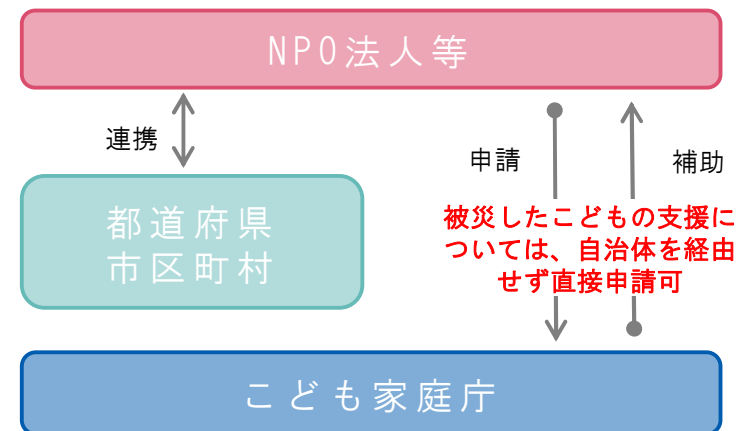 NPO法人等
連携
申請
補助
都道府県
市区町村
被災したこどもの支援に
ついては、自治体を経由
せず直接申請可
こども家庭庁